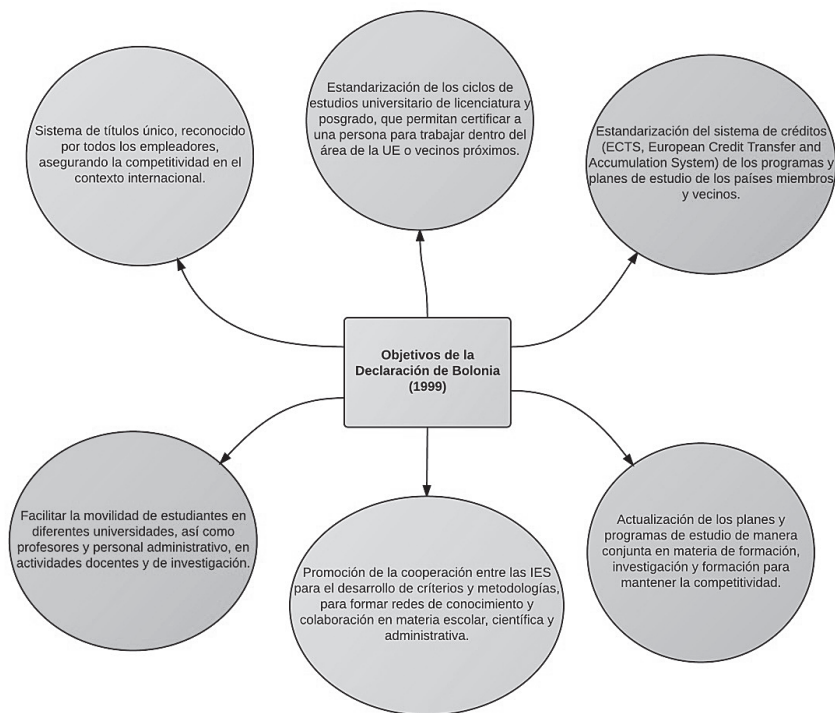 Sistema de títulos único, reconocido
por todos los empleadores,
asegurando la competitividad en el
contexto internacional.
Estandarización de los ciclos de
estudios universitario de licenciatura y
posgrado, que permitan certificar a
una persona para trabajar dentro del
área de la UE o vecinos próximos.
Estandarización del sistema de créditos
(ECTS, European Credit Transfer and
Accumulation System) de los programas y
planes de estudio de los países miembros
y vecinos.
Objetivos de la
Declaración de Bolonia
(1999)
Facilitar la movilidad de estudiantes en
diferentes universidades, así como
profesores y personal administrativo, en
actividades docentes y de investigación.
Promoción de la cooperación entre las IES
para el desarrollo de críterios y metodologías,
para formar redes de conocimiento y
colaboración en materia escolar, científica y
administrativa.
Actualización de los planes y
programas de estudio de manera
conjunta en materia de formación,
investigación y formación para
mantener la competitividad.